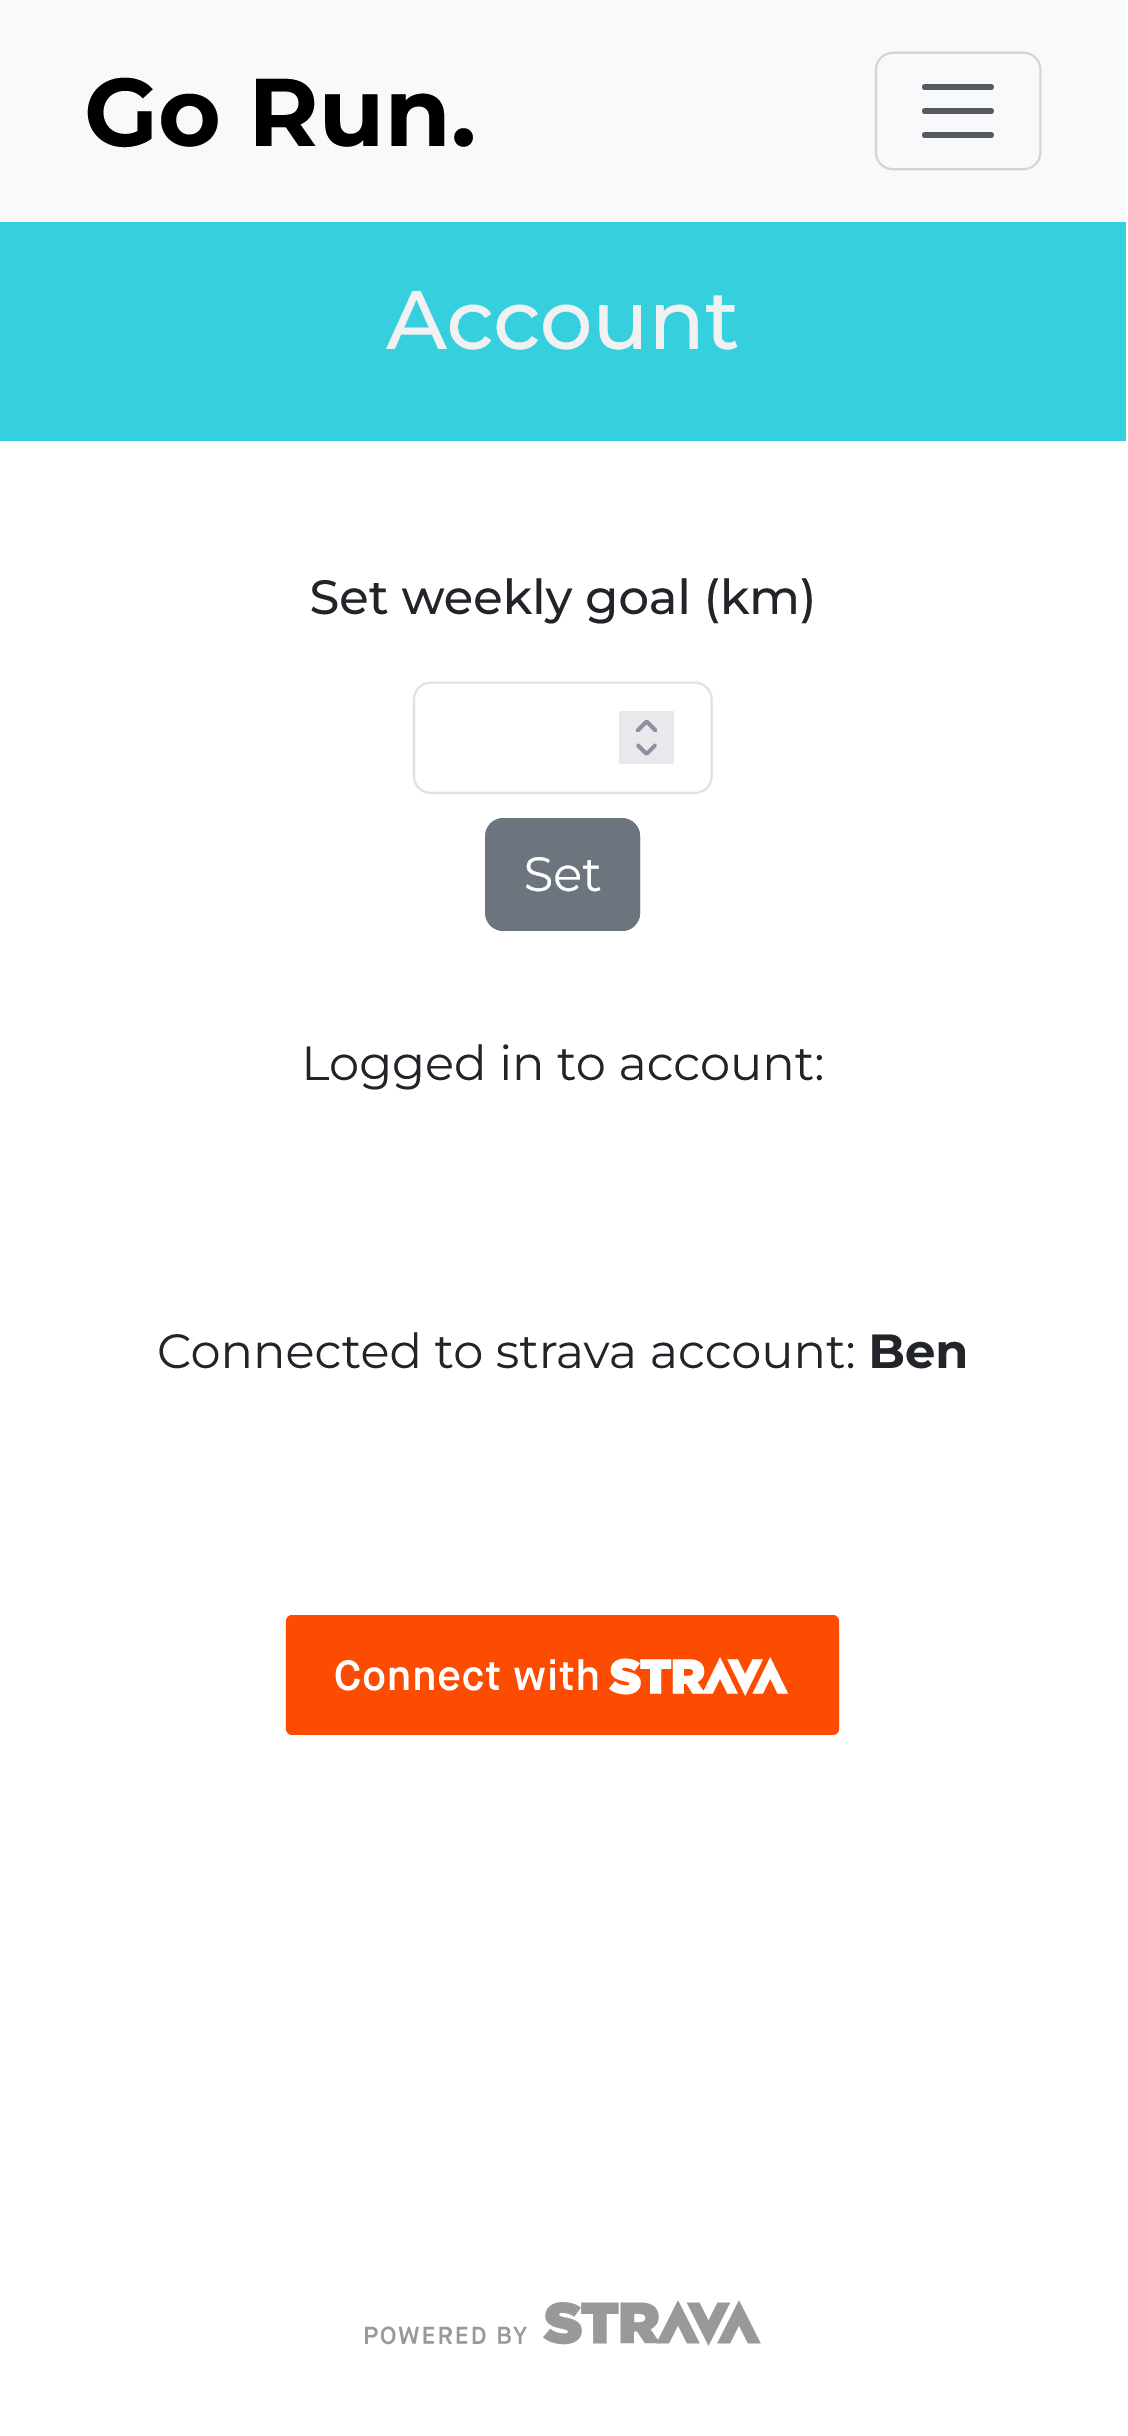 Go Run.
Account
Set weekly goal (km)
Set
Logged in to account:
Connected to strava account: Ben
Connect with STRAVA
POWERED BY STRAVA